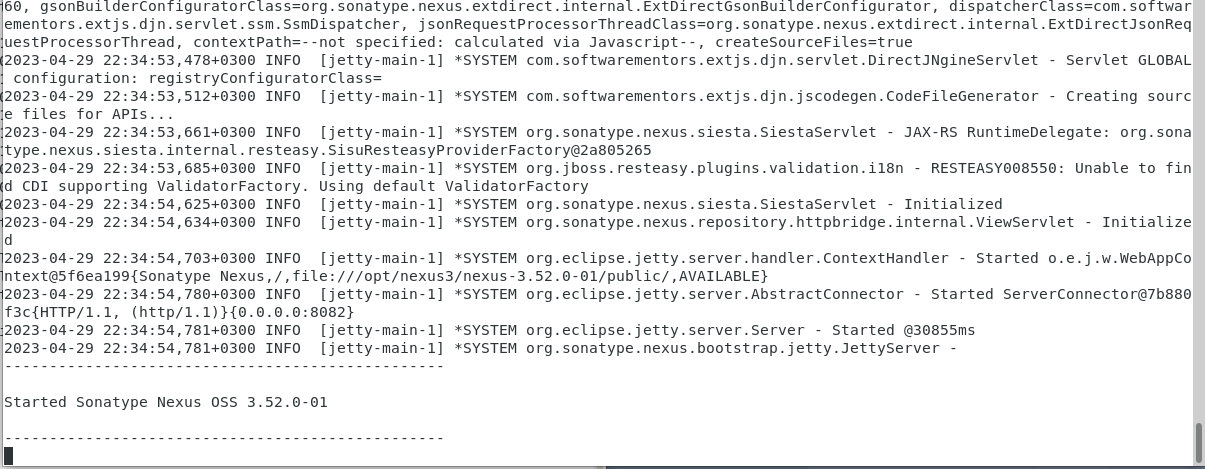 f60, gsonBuilderConfiguratorClass=org.sonatype.nexus.extdirect.internal.ExtDirectGsonBuilderConfigurator, dispatcherClass=com.softwar
ementors.extjs.djn.servlet.ssm.SsmDispatcher, jsonRequestProcessorThreadClass=org.sonatype.nexus.extdirect.internal.ExtDirectJsonReq
uestProcessorThread, contextPath=--not specified: calculated via Javascript--, createSourceFiles=true
2023-04-29 22:34:53,478+0300 INFO  [jetty-main-1] *SYSTEM com.softwarementors.extjs.djn.servlet.DirectJNgineServlet - Servlet GLOBAL
 configuration: registryConfiguratorClass=
2023-04-29 22:34:53,512+0300 INFO  [jetty-main-1] *SYSTEM com.softwarementors.extjs.djn.jscodegen.CodeFileGenerator - Creating sourc
e files for APIs...
2023-04-29 22:34:53,661+0300 INFO  [jetty-main-1] *SYSTEM org.sonatype.nexus.siesta.SiestaServlet - JAX-RS RuntimeDelegate: org.sona
type.nexus.siesta.internal.resteasy.SisuResteasyProviderFactory@2a805265
2023-04-29 22:34:53,685+0300 INFO  [jetty-main-1] *SYSTEM org.jboss.resteasy.plugins.validation.i18n - RESTEASY008550: Unable to fin
d CDI supporting ValidatorFactory. Using default ValidatorFactory
2023-04-29 22:34:54,625+0300 INFO  [jetty-main-1] *SYSTEM org.sonatype.nexus.siesta.SiestaServlet - Initialized
2023-04-29 22:34:54,634+0300 INFO  [jetty-main-1] *SYSTEM org.sonatype.nexus.repository.httpbridge.internal.ViewServlet - Initialize
d
2023-04-29 22:34:54,703+0300 INFO  [jetty-main-1] *SYSTEM org.eclipse.jetty.server.handler.ContextHandler - Started o.e.j.w.WebAppCo
ntext@5f6ea199{Sonatype Nexus,/,file:///opt/nexus3/nexus-3.52.0-01/public/,AVAILABLE}
2023-04-29 22:34:54,780+0300 INFO  [jetty-main-1] *SYSTEM org.eclipse.jetty.server.AbstractConnector - Started ServerConnector@7b880
f3c{HTTP/1.1, (http/1.1)}{0.0.0.0:8082}
2023-04-29 22:34:54,781+0300 INFO  [jetty-main-1] *SYSTEM org.eclipse.jetty.server.Server - Started @30855ms
2023-04-29 22:34:54,781+0300 INFO  [jetty-main-1] *SYSTEM org.sonatype.nexus.bootstrap.jetty.JettyServer -
-------------------------------------------------
Started Sonatype Nexus OSS 3.52.0-01
-------------------------------------------------